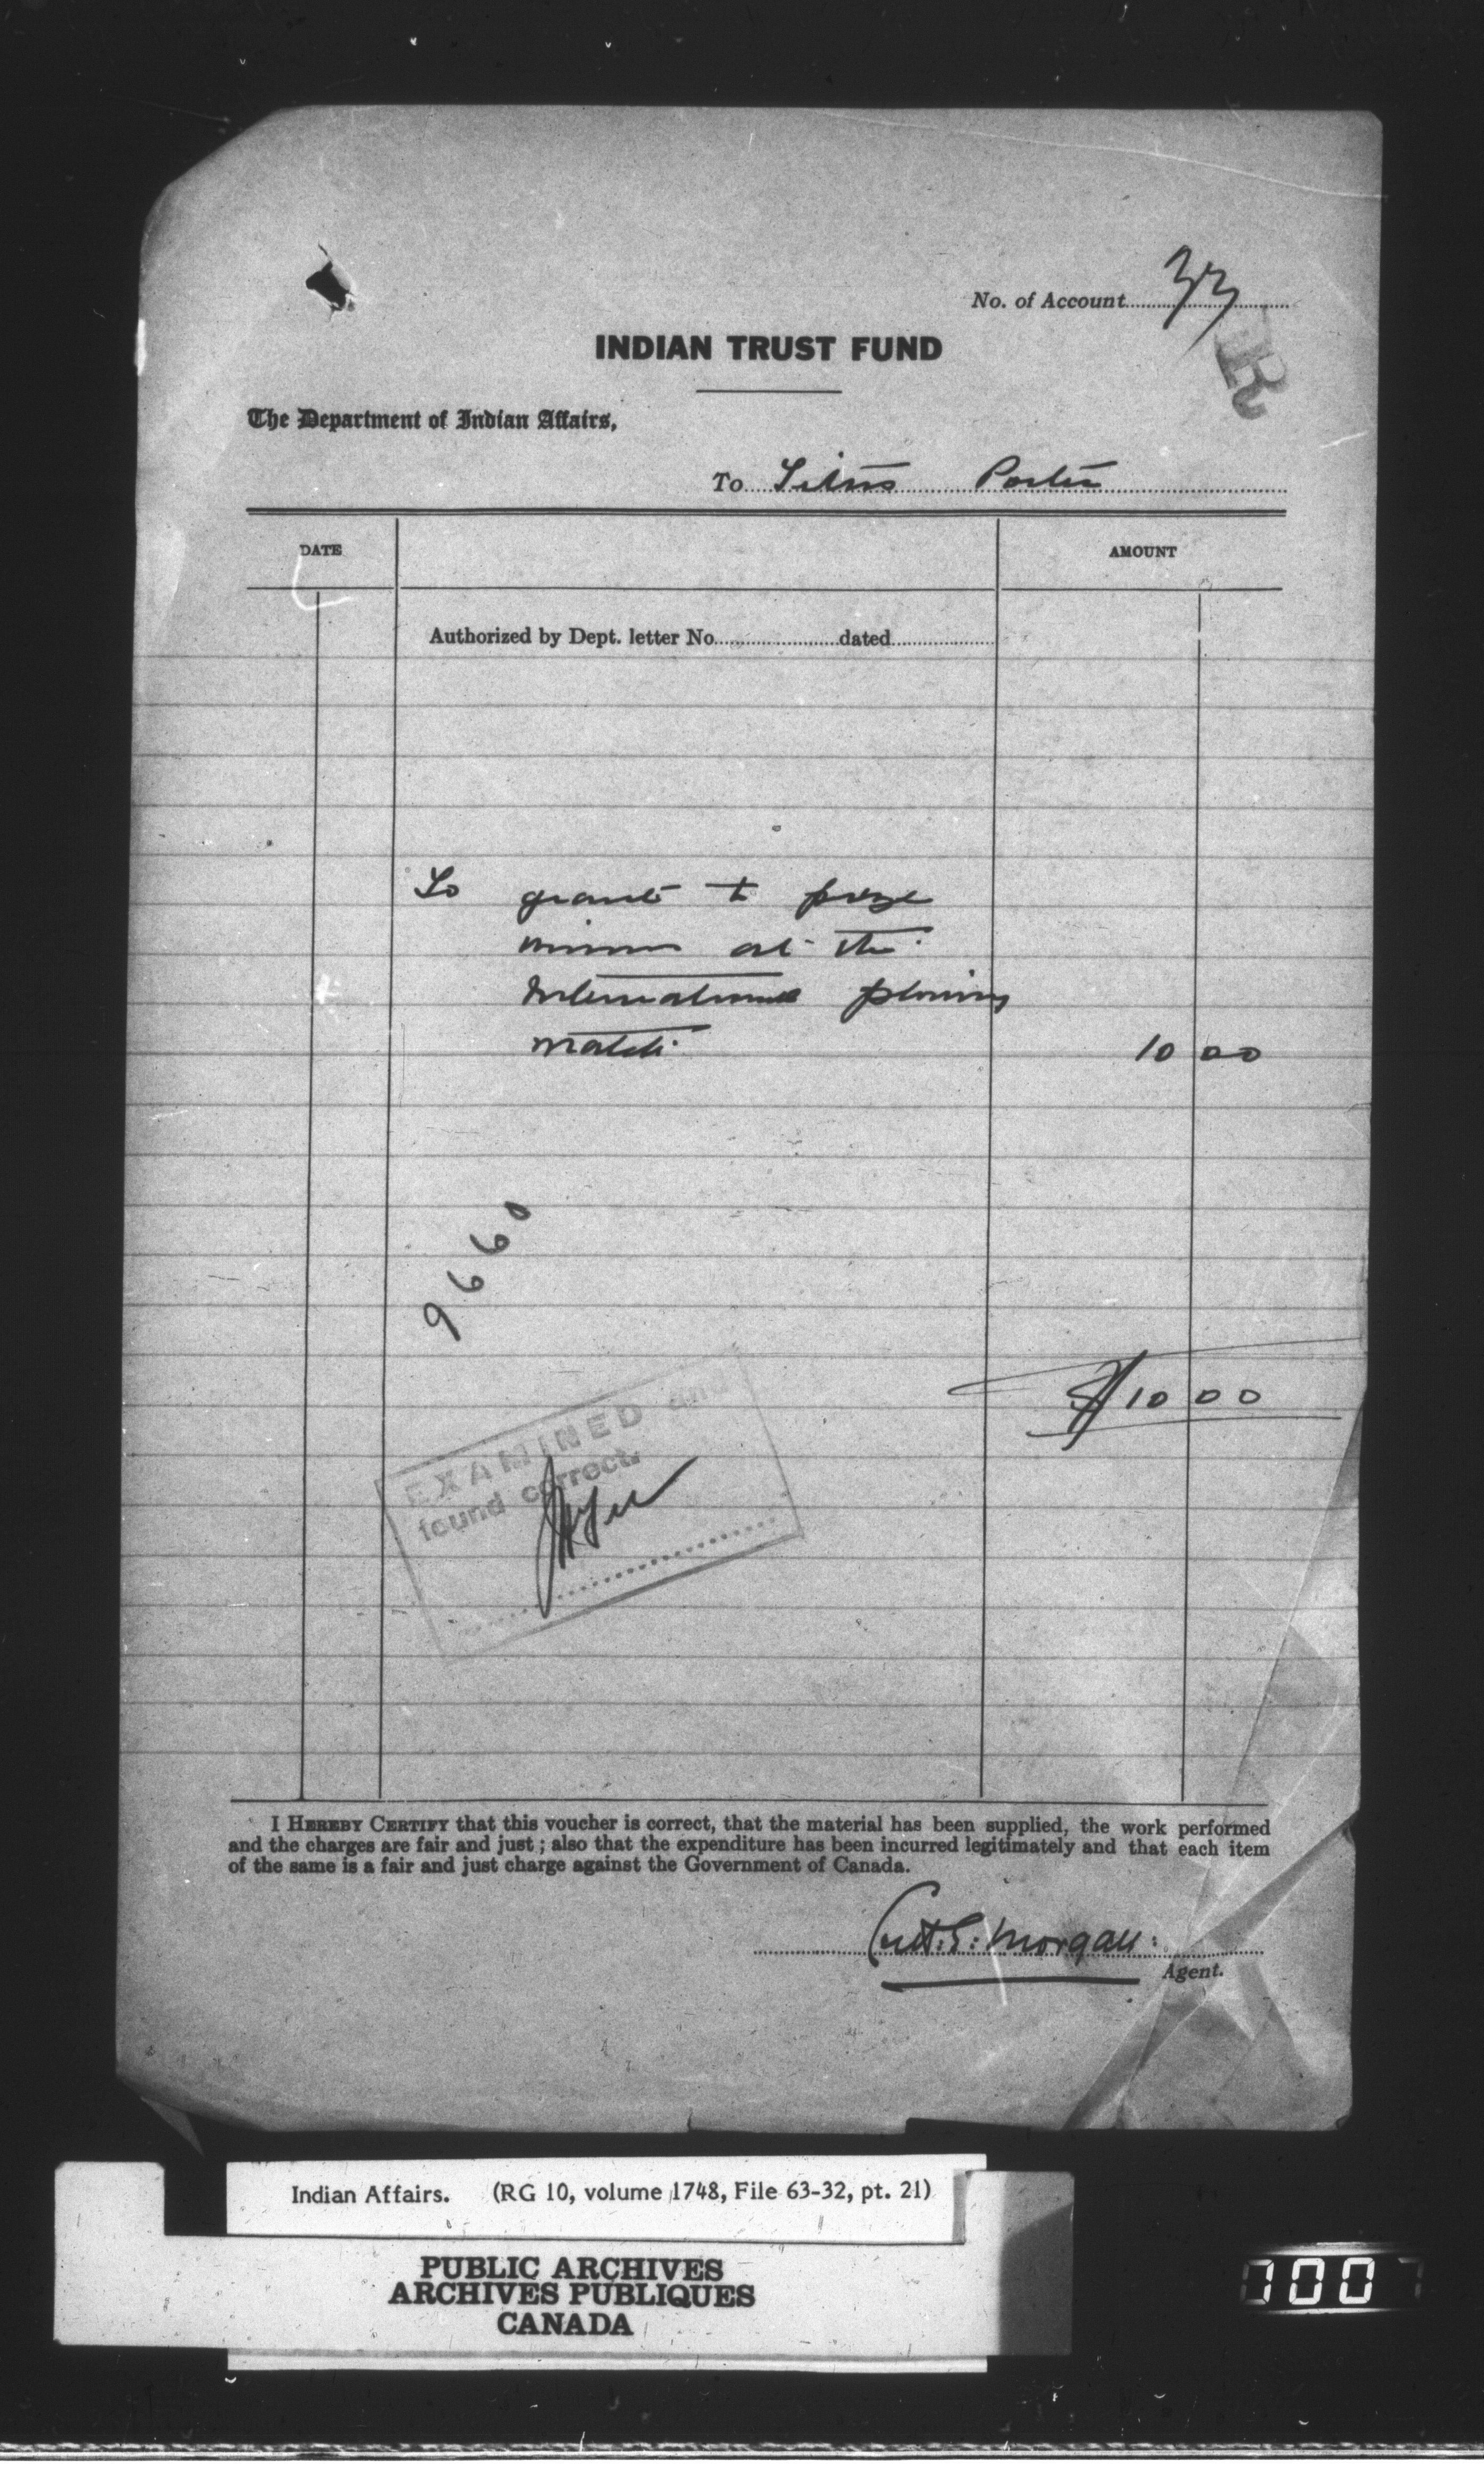 No. of Account 33
R
INDIAN TRUST FUND
The Department of Indian Affairs,
To Titus Porter
DATE AMOUNT
Authorized by Dept. letter No. dated
To grant to prize
winner at the
International plowing
match 10 00
9660
$10 00
EXAMINED and
found correct.
I HEREBY CERTIFY that this voucher is correct, that the material has been supplied, the work performed
and the charges are fair and just; also that the expenditure has been incurred legitimately and that each item
of the same is a fair and just charge against the Government of Canada.
E. Morgan
Agent.
Indian Affairs. (RG 10, volume 1748, File 63-32, pt. 21)
PUBLIC ARCHIVES
ARCHIVES PUBLIQUES
CANADA